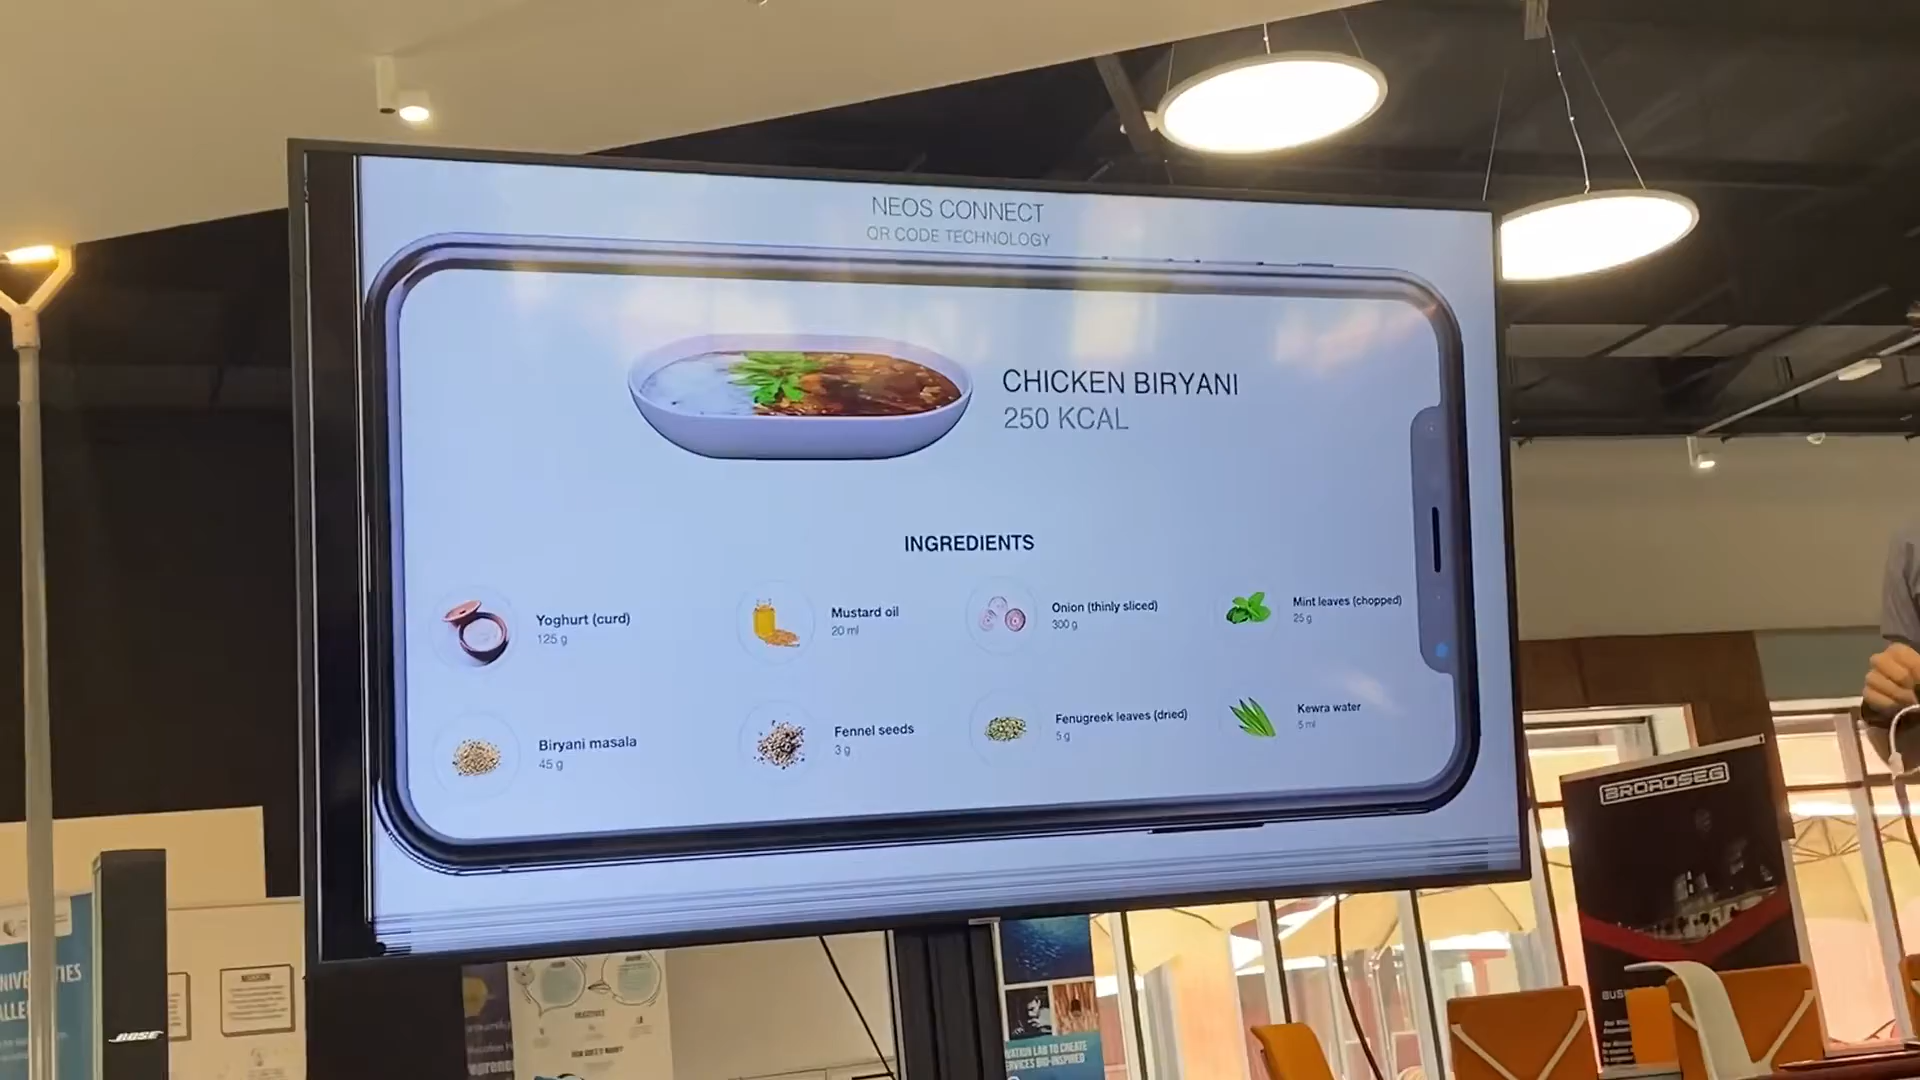 NEOS CONNECT
QR CODE TECHNOLOGY
CHICKEN BIRYANI
250 KCAL
INGREDIENTS
Yoghurt (curd)
125 g
Mustard oil
20 ml
Onion (thinly sliced)
300 g
Mint leaves (chopped)
25 g
Biryani masala
45 g
Fennel seeds
3 g
Fenugreek leaves (dried)
5 g
Kewra water
5 ml
BROADSEG
BOSE
MISSION